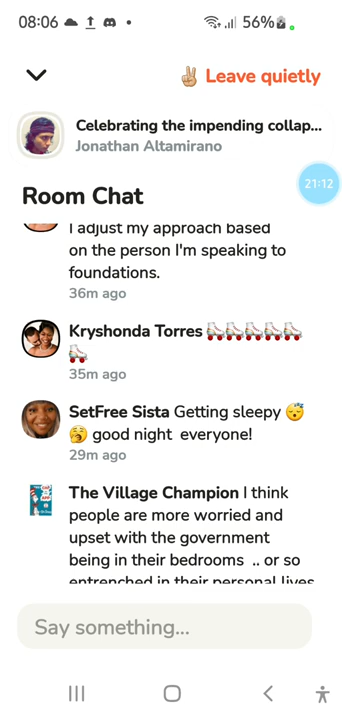 08:06 56%
✌🏼 Leave quietly
Celebrating the impending collap...
Jonathan Altamirano
21:12
Room Chat
I adjust my approach based
on the person I'm speaking to
foundations.
36m ago
Kryshonda Torres 🛼🛼🛼🛼🛼
🛼
35m ago
SetFree Sista Getting sleepy 😴
🥱 good night everyone!
29m ago
The Village Champion I think
people are more worried and
upset with the government
being in their bedrooms .. or so
entrenched in their personal lives
Say something...